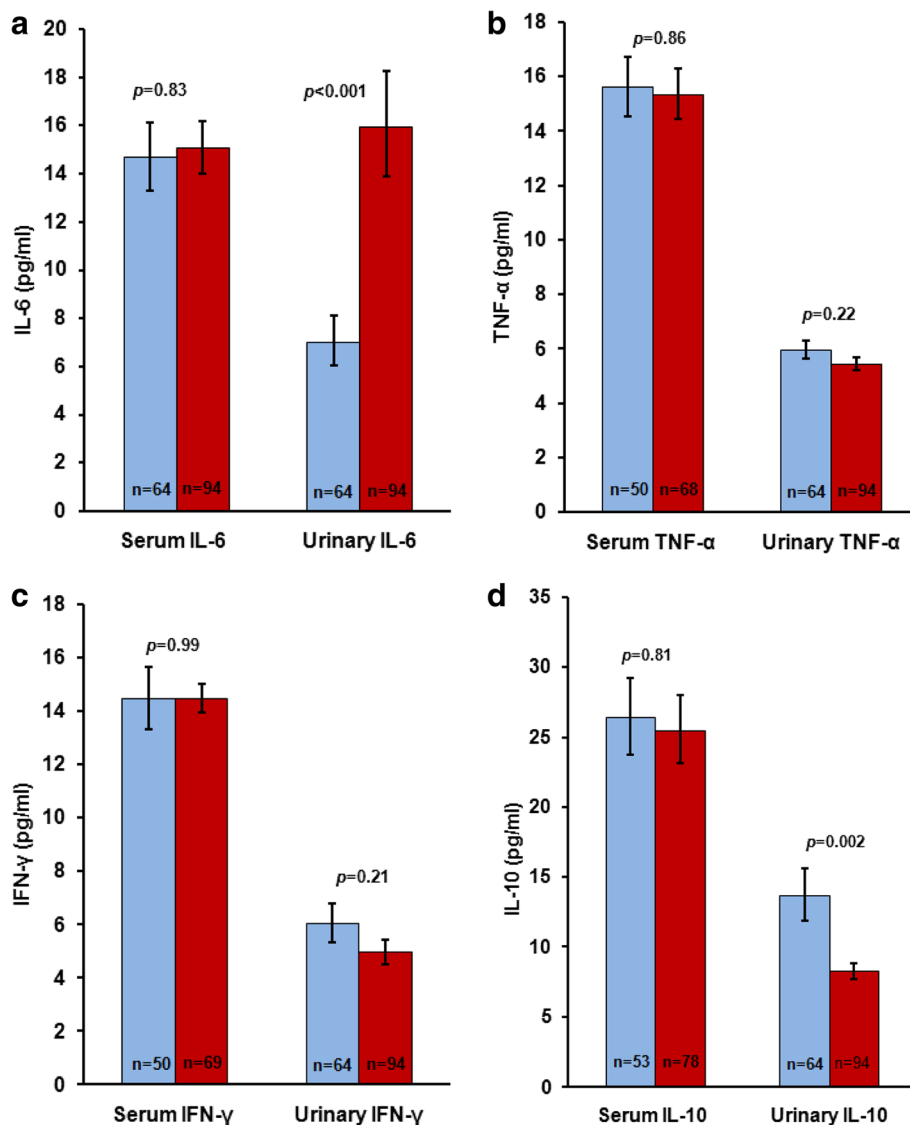 a
IL-6 (pg/ml)
20
18
16
14
12
10
8
6
4
2
0
p=0.83
p<0.001
n=64
n=94
n=64
n=94
Serum IL-6
Urinary IL-6
b
TNF-α (pg/ml)
18
16
14
12
10
8
6
4
2
0
p=0.86
p=0.22
n=50
n=68
n=64
n=94
Serum TNF-α
Urinary TNF-α
c
IFN-γ (pg/ml)
18
16
14
12
10
8
6
4
2
0
p=0.99
p=0.21
n=50
n=69
n=64
n=94
Serum IFN-γ
Urinary IFN-γ
d
IL-10 (pg/ml)
35
30
25
20
15
10
5
0
p=0.81
p=0.002
n=53
n=78
n=64
n=94
Serum IL-10
Urinary IL-10